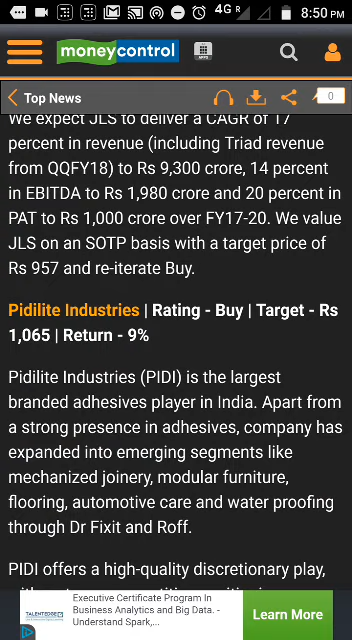 4G R 8:50 PM
moneycontrol
APPS
Top News
0
We expect JLS to deliver a CAGR of 17
percent in revenue (including Triad revenue
from QQFY18) to Rs 9,300 crore, 14 percent
in EBITDA to Rs 1,980 crore and 20 percent in
PAT to Rs 1,000 crore over FY17-20. We value
JLS on an SOTP basis with a target price of
Rs 957 and re-iterate Buy.
Pidilite Industries | Rating - Buy | Target - Rs
1,065 | Return - 9%
Pidilite Industries (PIDI) is the largest
branded adhesives player in India. Apart from
a strong presence in adhesives, company has
expanded into emerging segments like
mechanized joinery, modular furniture,
flooring, automotive care and water proofing
through Dr Fixit and Roff.
PIDI offers a high-quality discretionary play,
TALENTEDGE
Executive Certificate Program In
Business Analytics and Big Data. -
Understand Spark,...
Learn More